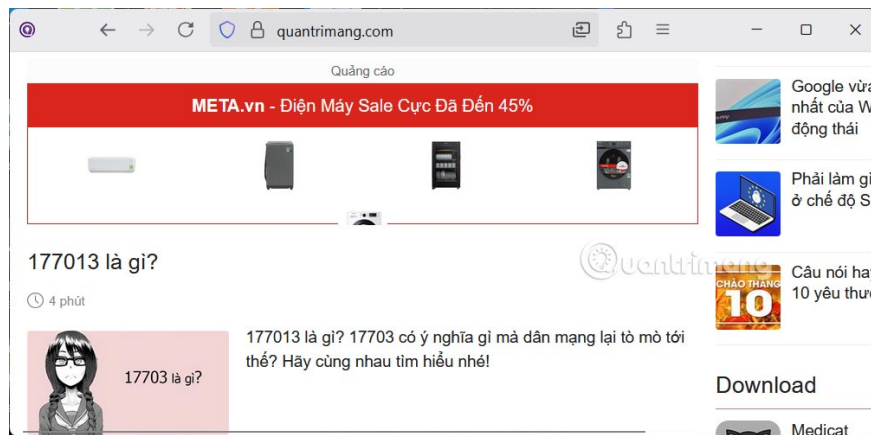 quantrimang.com
Quảng cáo
META.vn - Điện Máy Sale Cực Đã Đến 45%
177013 là gì?
4 phút
177013 là gì? 17703 có ý nghĩa gì mà dân mạng lại tò mò tới
thế? Hãy cùng nhau tìm hiểu nhé!
17703 là gì?
Quantrimang
Google vừa
nhất của W
động thái
Phải làm gì
ở chế độ S
CHÀO THÁNG
10
Câu nói hay
10 yêu thươ
Download
Medicat